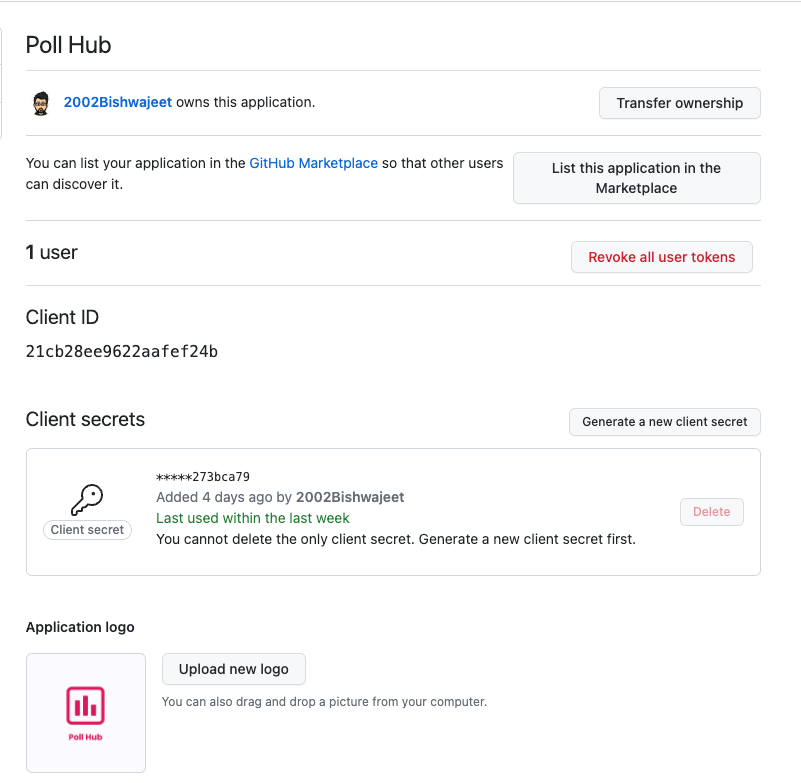 Poll Hub
2002Bishwajeet owns this application.
Transfer ownership
You can list your application in the GitHub Marketplace so that other users
can discover it.
List this application in the
Marketplace
1 user
Revoke all user tokens
Client ID
21cb28ee9622aafef24b
Client secrets
Generate a new client secret
*****273bca79
Added 4 days ago by 2002Bishwajeet
Last used within the last week
Client secret
You cannot delete the only client secret. Generate a new client secret first.
Delete
Application logo
Upload new logo
You can also drag and drop a picture from your computer.
Poll Hub